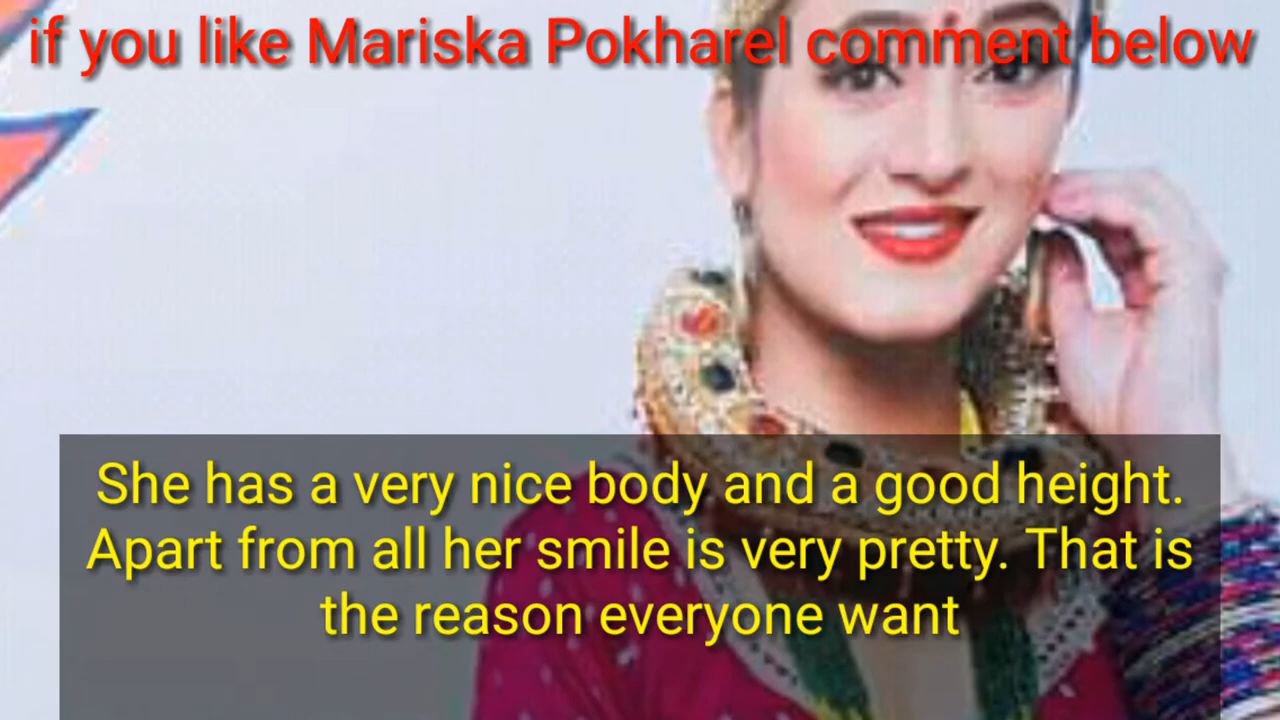 if you like Mariska Pokharel comment below
She has a very nice body and a good height.
Apart from all her smile is very pretty. That is
the reason everyone want